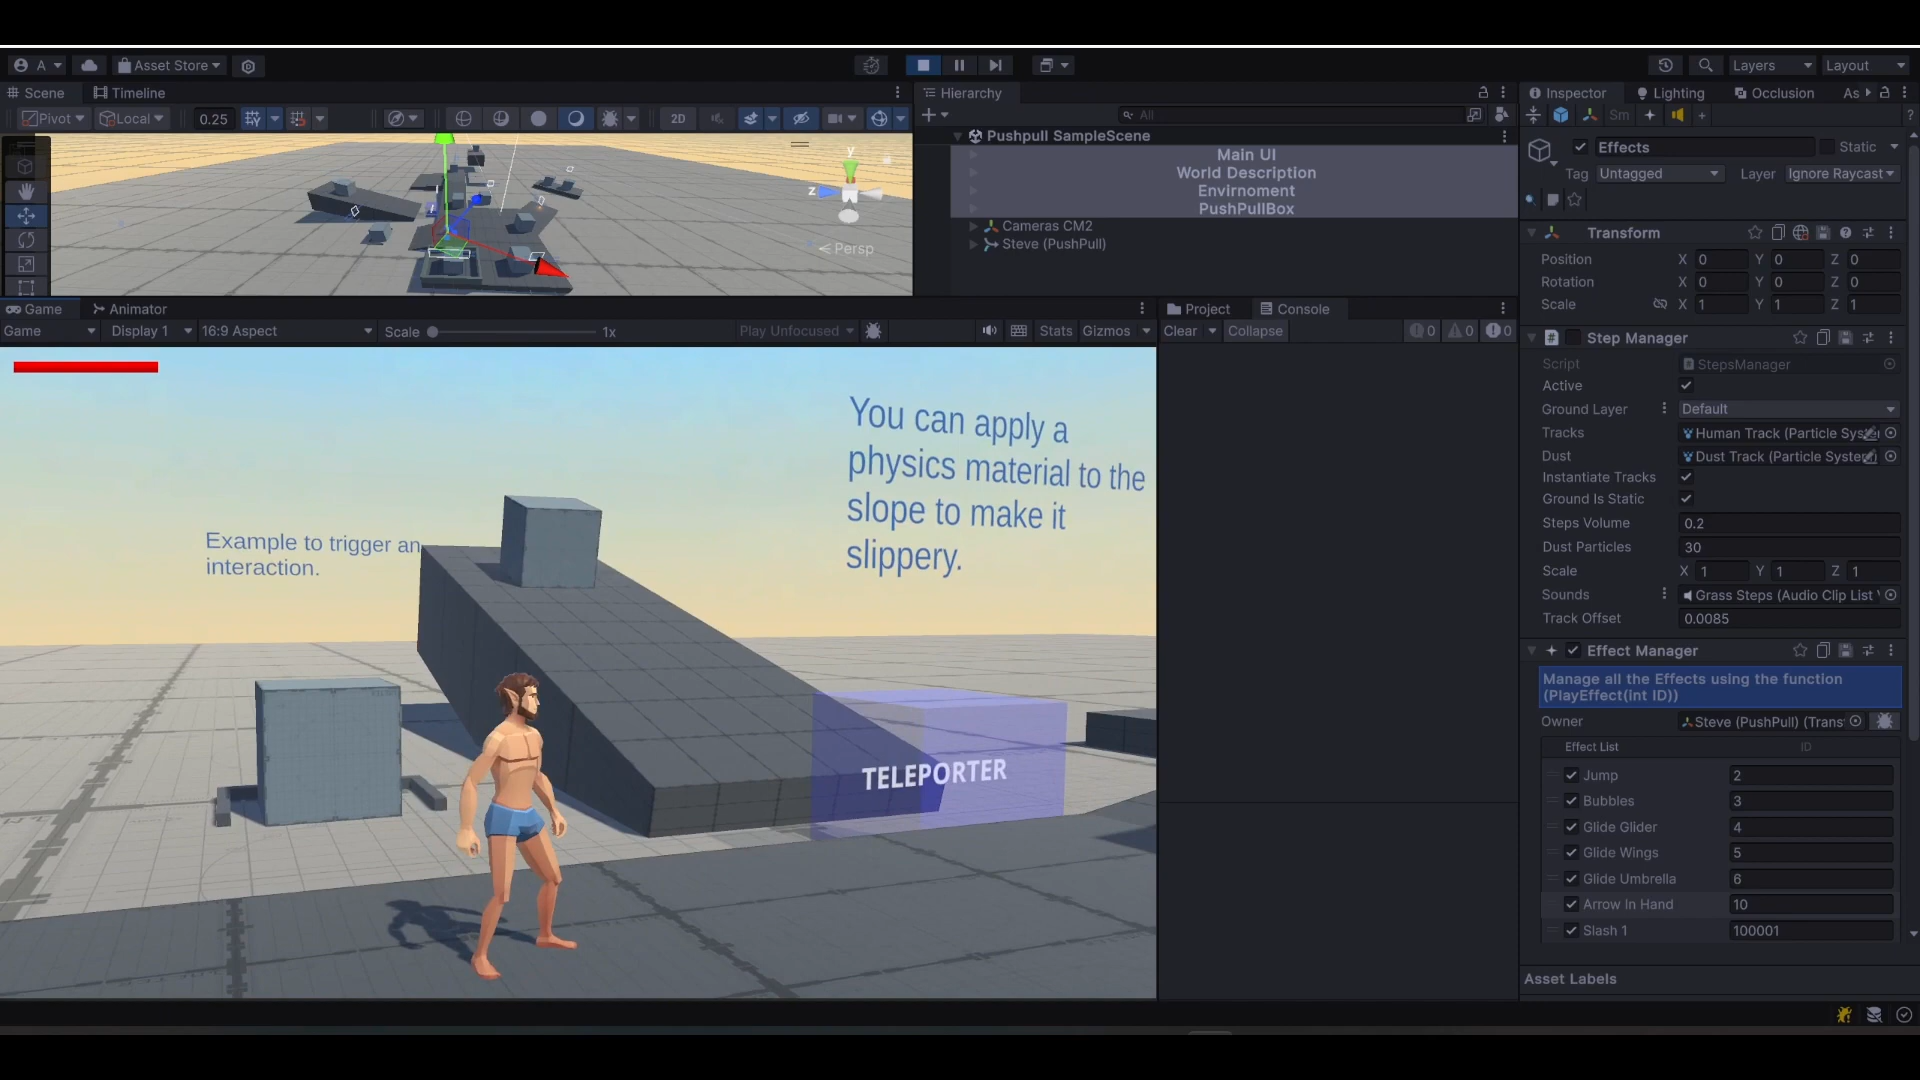 A
Asset Store
Layers
Layout
Scene
Timeline
Pivot
Local
0.25
2D
y
z
Persp
Hierarchy
All
Pushpull SampleScene
Main UI
World Description
Envirnoment
PushPullBox
Cameras CM2
Steve (PushPull)
Game
Animator
Game
Display 1
16:9 Aspect
Scale
1x
Play Unfocused
Stats
Gizmos
You can apply a
physics material to the
slope to make it
slippery.
Example to trigger an
interaction.
TELEPORTER
Project
Console
Clear
Collapse
0
0
0
Inspector
Lighting
Occlusion
As
Sm
Effects
Static
Tag Untagged
Layer Ignore Raycast
Transform
Position X 0 Y 0 Z 0
Rotation X 0 Y 0 Z 0
Scale X 1 Y 1 Z 1
Step Manager
Script StepsManager
Active
Ground Layer Default
Tracks Human Track (Particle Syste
Dust Dust Track (Particle System)
Instantiate Tracks
Ground Is Static
Steps Volume 0.2
Dust Particles 30
Scale X 1 Y 1 Z 1
Sounds Grass Steps (Audio Clip List
Track Offset 0.0085
Effect Manager
Manage all the Effects using the function
(PlayEffect(int ID))
Owner Steve (PushPull) (Trans
Effect List ID
Jump 2
Bubbles 3
Glide Glider 4
Glide Wings 5
Glide Umbrella 6
Arrow In Hand 10
Slash 1 100001
Asset Labels